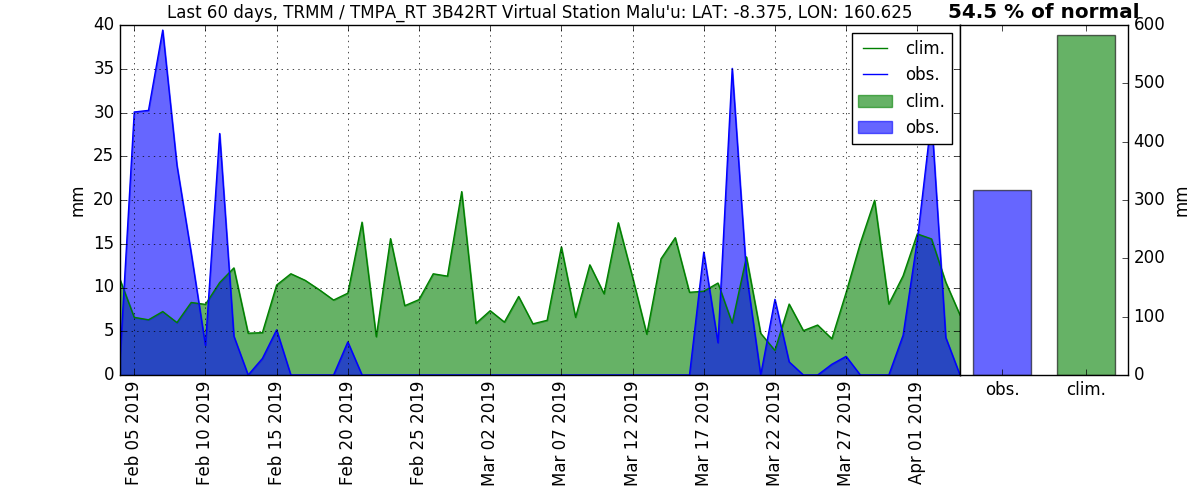 Last 60 days, TRMM / TMPA_RT 3B42RT Virtual Station Malu'u: LAT: -8.375, LON: 160.625
54.5 % of normal
40
35
30
25
20
15
10
5
0
mm
clim.
obs.
clim.
obs.
600
500
400
300
200
100
0
mm
obs.
clim.
Feb 05 2019
Feb 10 2019
Feb 15 2019
Feb 20 2019
Feb 25 2019
Mar 02 2019
Mar 07 2019
Mar 12 2019
Mar 17 2019
Mar 22 2019
Mar 27 2019
Apr 01 2019